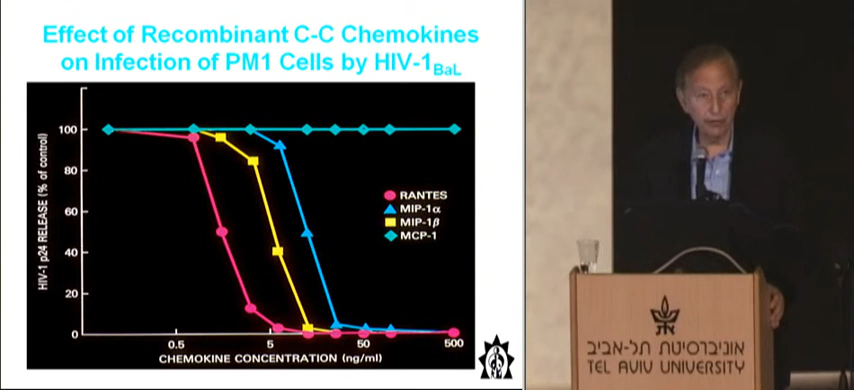 Effect of Recombinant C-C Chemokines
on Infection of PM1 Cells by HIV-1BaL
HIV-1 p24 RELEASE (% of control)
100
80
60
40
20
0
RANTES
MIP-1α
MIP-1β
MCP-1
0.5 5 50 500
CHEMOKINE CONCENTRATION (ng/ml)
אוניברסיטת תל-אביב
TEL AVIV UNIVERSITY